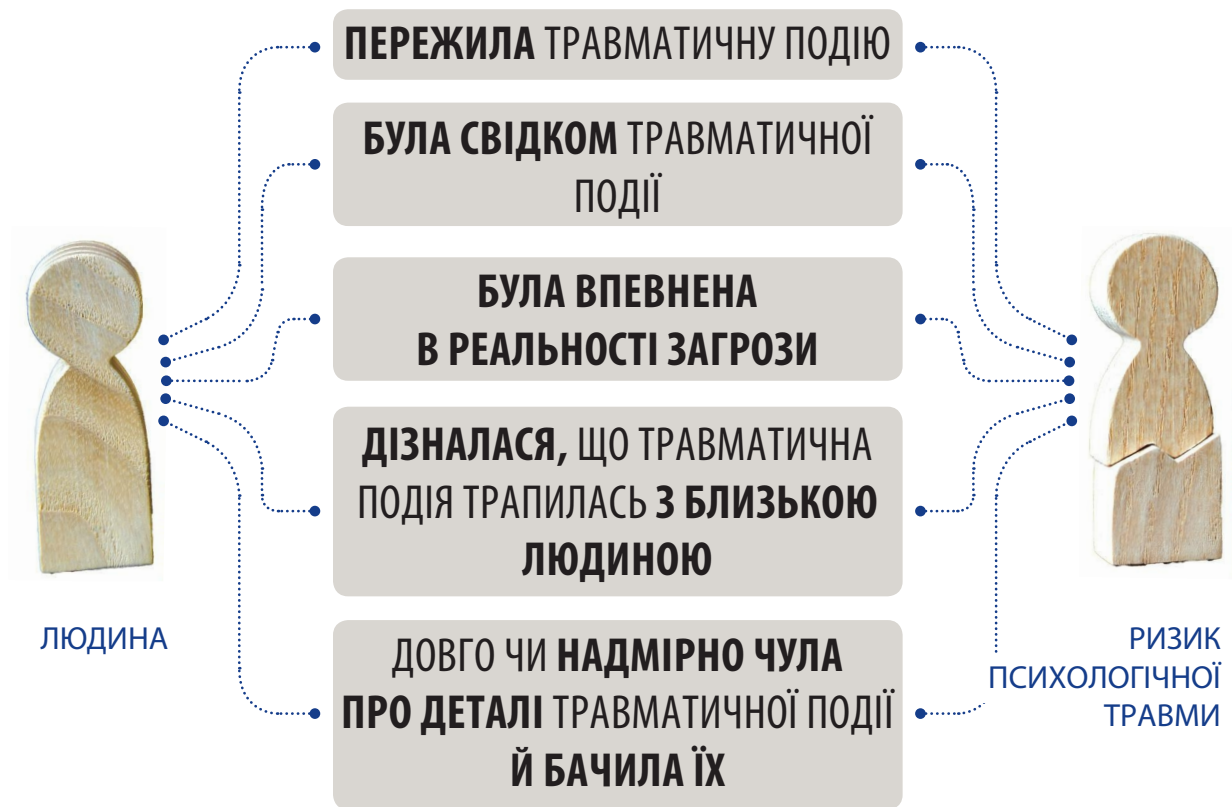 ПЕРЕЖИЛА ТРАВМАТИЧНУ ПОДІЮ
БУЛА СВІДКОМ ТРАВМАТИЧНОЇ
ПОДІЇ
БУЛА ВПЕВНЕНА
В РЕАЛЬНОСТІ ЗАГРОЗИ
ДІЗНАЛАСЯ, ЩО ТРАВМАТИЧНА
ПОДІЯ ТРАПИЛАСЬ З БЛИЗЬКОЮ
ЛЮДИНОЮ
ДОВГО ЧИ НАДМІРНО ЧУЛА
ПРО ДЕТАЛІ ТРАВМАТИЧНОЇ ПОДІЇ
Й БАЧИЛА ЇХ
ЛЮДИНА
РИЗИК
ПСИХОЛОГІЧНОЇ
ТРАВМИ